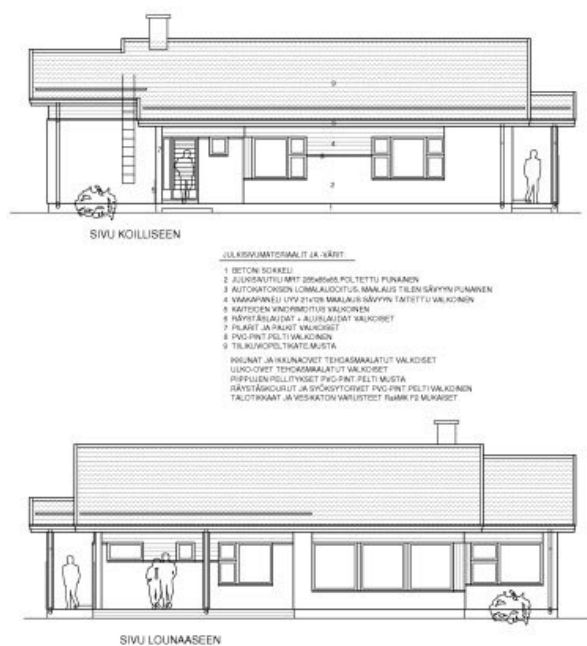 SIVU KOILLISEEN
JULKISIVUMATERIAALIT JA -VÄRIT:
1 BETONI SOKKELI
2 JULKISIVUTIILI MRT 285x85x85, POLTETTU PUNAINEN
3 AUTOKATOKSEN LOMALAUDOITUS, MAALAUS TIILEN SÄVYYN PUNAINEN
4 VAAKAPANELI UYV 21x120 MAALAUS SÄVYYN TAITETTU VALKOINEN
5 KAITEIDEN VINORIMOITUS VALKOINEN
6 RÄYSTÄSLAUDAT + ALUSLAUDAT VALKOISET
7 PILARIT JA PALKIT VALKOISET
8 PVC-PINT. PELTI VALKOINEN
9 TIILIKUVIOPELTIKATE, MUSTA
IKKUNAT JA IKKUNAOVET TEHDASMAALATUT VALKOISET
ULKO-OVET TEHDASMAALATUT VALKOISET
PIIPPUJEN PELLITYKSET PVC-PINT. PELTI MUSTA
RÄYSTÄSKOURUT JA SYÖKSYTORVET PVC-PINT. PELTI VALKOINEN
TALOTIKKAAT JA VESIKATON VARUSTEET RakMK F2 MUKAISET
SIVU LOUNAASEEN